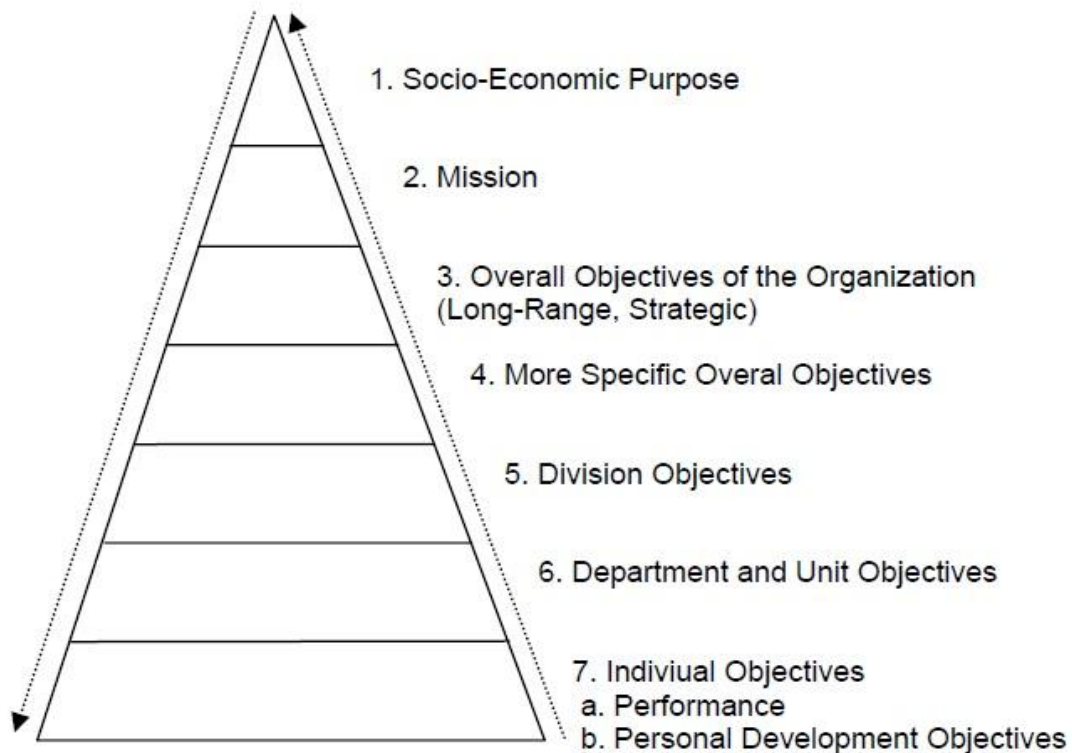 1. Socio-Economic Purpose
2. Mission
3. Overall Objectives of the Organization
(Long-Range, Strategic)
4. More Specific Overal Objectives
5. Division Objectives
6. Department and Unit Objectives
7. Indiviual Objectives
a. Performance
b. Personal Development Objectives